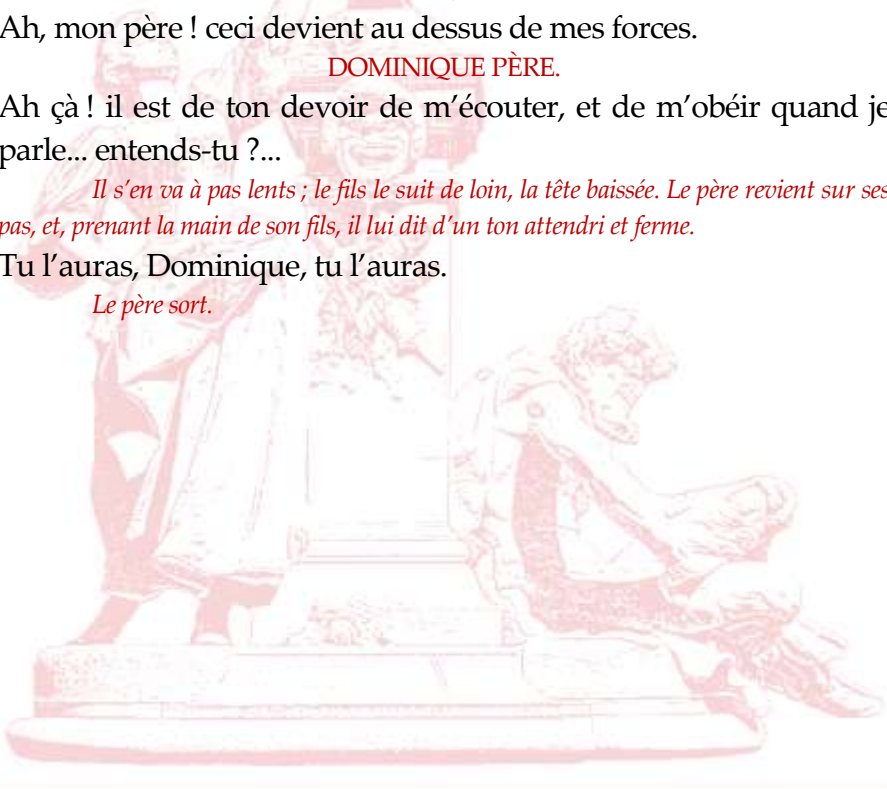 Ah, mon père ! ceci devient au dessus de mes forces.
DOMINIQUE PÈRE.
Ah çà ! il est de ton devoir de m’écouter, et de m’obéir quand je
parle... entends-tu ?...
Il s’en va à pas lents ; le fils le suit de loin, la tête baissée. Le père revient sur ses
pas, et, prenant la main de son fils, il lui dit d’un ton attendri et ferme.
Tu l’auras, Dominique, tu l’auras.
Le père sort.